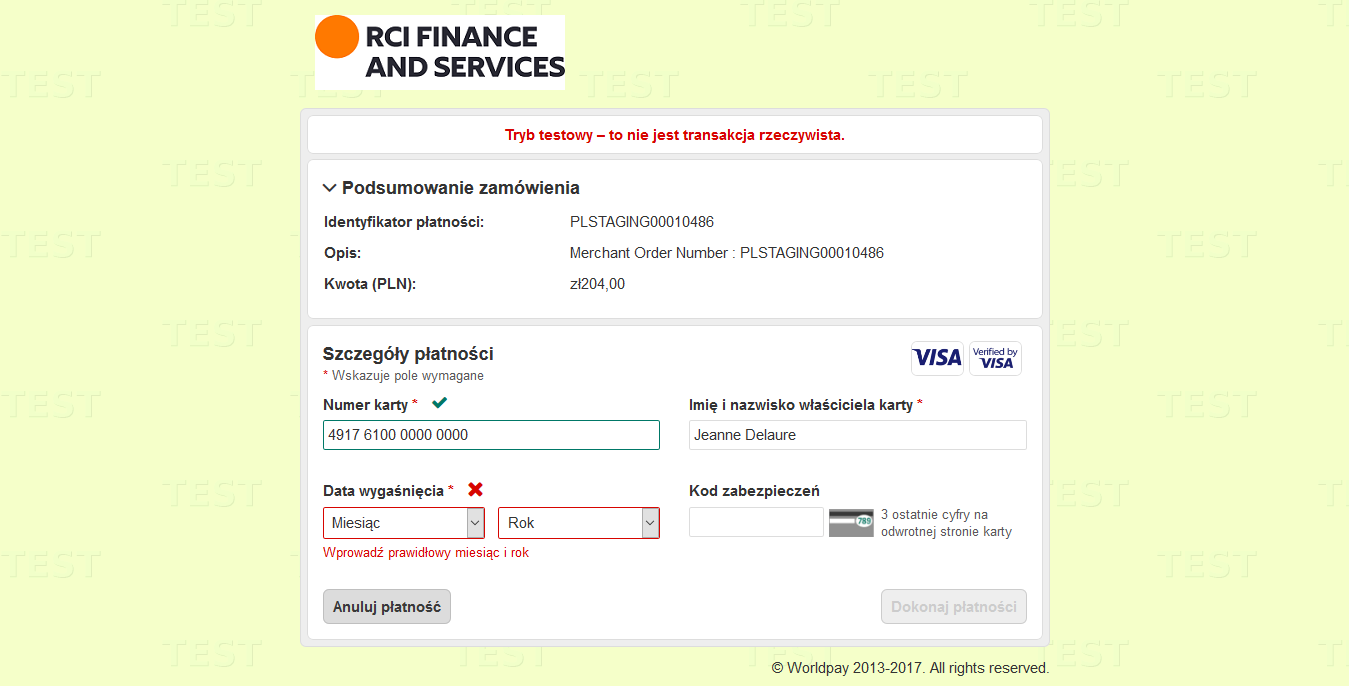 RCI FINANCE
AND SERVICES
Tryb testowy – to nie jest transakcja rzeczywista.
Podsumowanie zamówienia
Identyfikator płatności: PLSTAGING00010486
Opis: Merchant Order Number : PLSTAGING00010486
Kwota (PLN): zł204,00
Szczegóły płatności
VISA
Verified by
VISA
* Wskazuje pole wymagane
Numer karty * Imię i nazwisko właściciela karty *
4917 6100 0000 0000 Jeanne Delaure
Data wygaśnięcia * Kod zabezpieczeń
Miesiąc Rok 789 3 ostatnie cyfry na
odwrotnej stronie karty
Wprowadź prawidłowy miesiąc i rok
Anuluj płatność Dokonaj płatności
© Worldpay 2013-2017. All rights reserved.
TEST